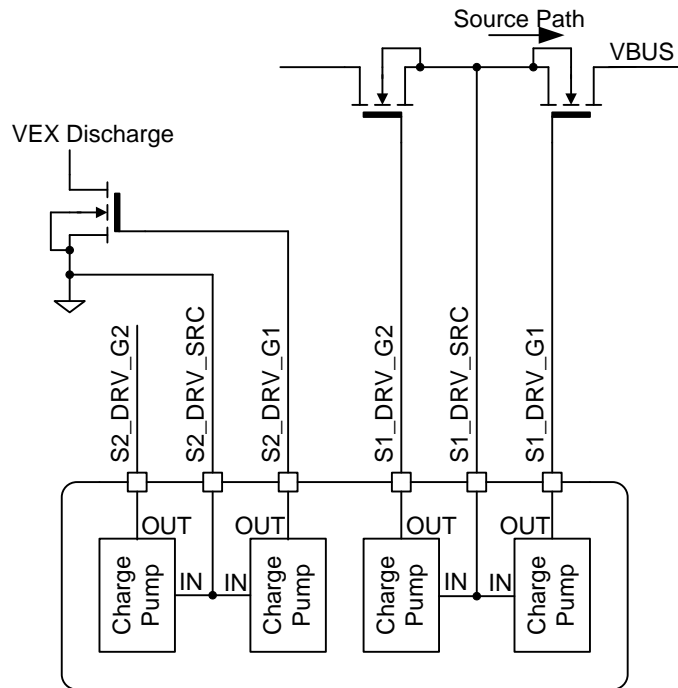 Source Path
VBUS
VEX Discharge
S2_DRV_G2
S2_DRV_SRC
S2_DRV_G1
S1_DRV_G2
S1_DRV_SRC
S1_DRV_G1
OUT
OUT
OUT
OUT
Charge
Pump
IN
IN
Charge
Pump
Charge
Pump
IN
IN
Charge
Pump